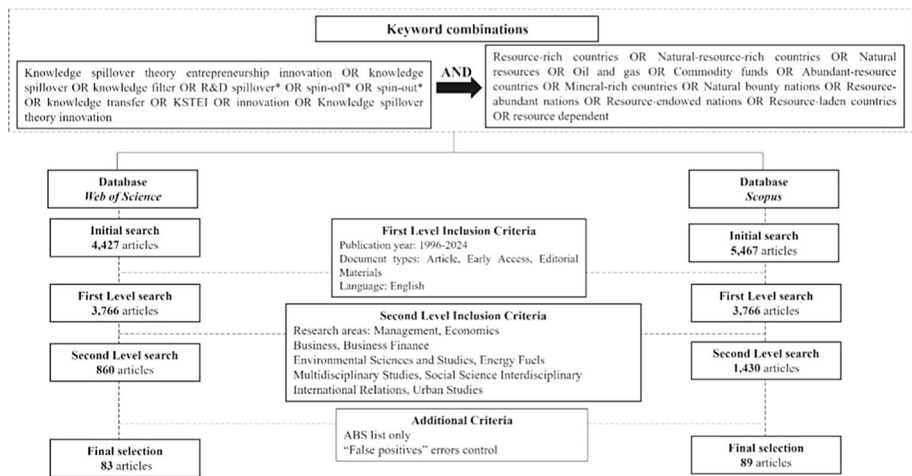 Keyword combinations
Knowledge spillover theory entrepreneurship innovation OR knowledge
spillover OR knowledge filter OR R&D spillover* OR spin-off* OR spin-out*
OR knowledge transfer OR KSTEI OR innovation OR Knowledge spillover
theory innovation
AND
Resource-rich countries OR Natural-resource-rich countries OR Natural
resources OR Oil and gas OR Commodity funds OR Abundant-resource
countries OR Mineral-rich countries OR Natural bounty nations OR Resource-
abundant nations OR Resource-endowed nations OR Resource-laden countries
OR resource dependent
Database
Web of Science
Initial search
4,427 articles
First Level search
3,766 articles
Second Level search
860 articles
Final selection
83 articles
First Level Inclusion Criteria
Publication year: 1996-2024
Document types: Article, Early Access, Editorial
Materials
Language: English
Second Level Inclusion Criteria
Research areas: Management, Economics
Business, Business Finance
Environmental Sciences and Studies, Energy Fuels
Multidisciplinary Studies, Social Science Interdisciplinary
International Relations, Urban Studies
Additional Criteria
ABS list only
"False positives" errors control
Database
Scopus
Initial search
5,467 articles
First Level search
3,766 articles
Second Level search
1,430 articles
Final selection
89 articles